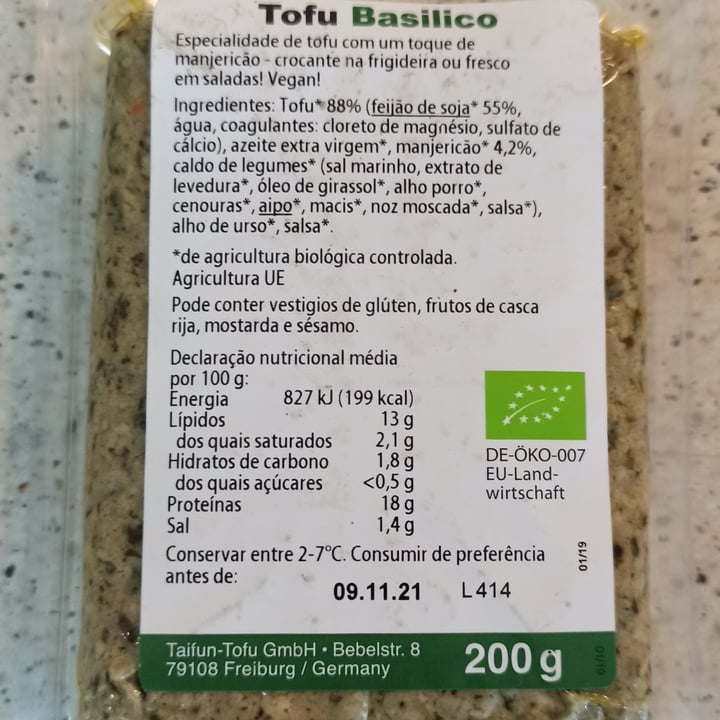 Tofu Basilico
Especialidade de tofu com um toque de
manjericão - crocante na frigideira ou fresco
em saladas! Vegan!
Ingredientes: Tofu* 88% (feijão de soja* 55%,
água, coagulantes: cloreto de magnésio, sulfato de
cálcio), azeite extra virgem*, manjericão* 4,2%,
caldo de legumes* (sal marinho, extrato de
levedura*, óleo de girassol*, alho porro*,
cenouras*, aipo*, macis*, noz moscada*, salsa*),
alho de urso*, salsa*.
*de agricultura biológica controlada.
Agricultura UE
Pode conter vestigios de glúten, frutos de casca
rija, mostarda e sésamo.
Declaração nutricional média
por 100 g:
Energia 827 kJ (199 kcal)
Lípidos 13 g
dos quais saturados 2,1 g
Hidratos de carbono 1,8 g
dos quais açúcares <0,5 g
Proteínas 18 g
Sal 1,4 g
DE-ÖKO-007
EU-Land-
wirtschaft
Conservar entre 2-7°C. Consumir de preferência
antes de:
09.11.21 L414
01/19
Taifun-Tofu GmbH • Bebelstr. 8
79108 Freiburg / Germany
200 g